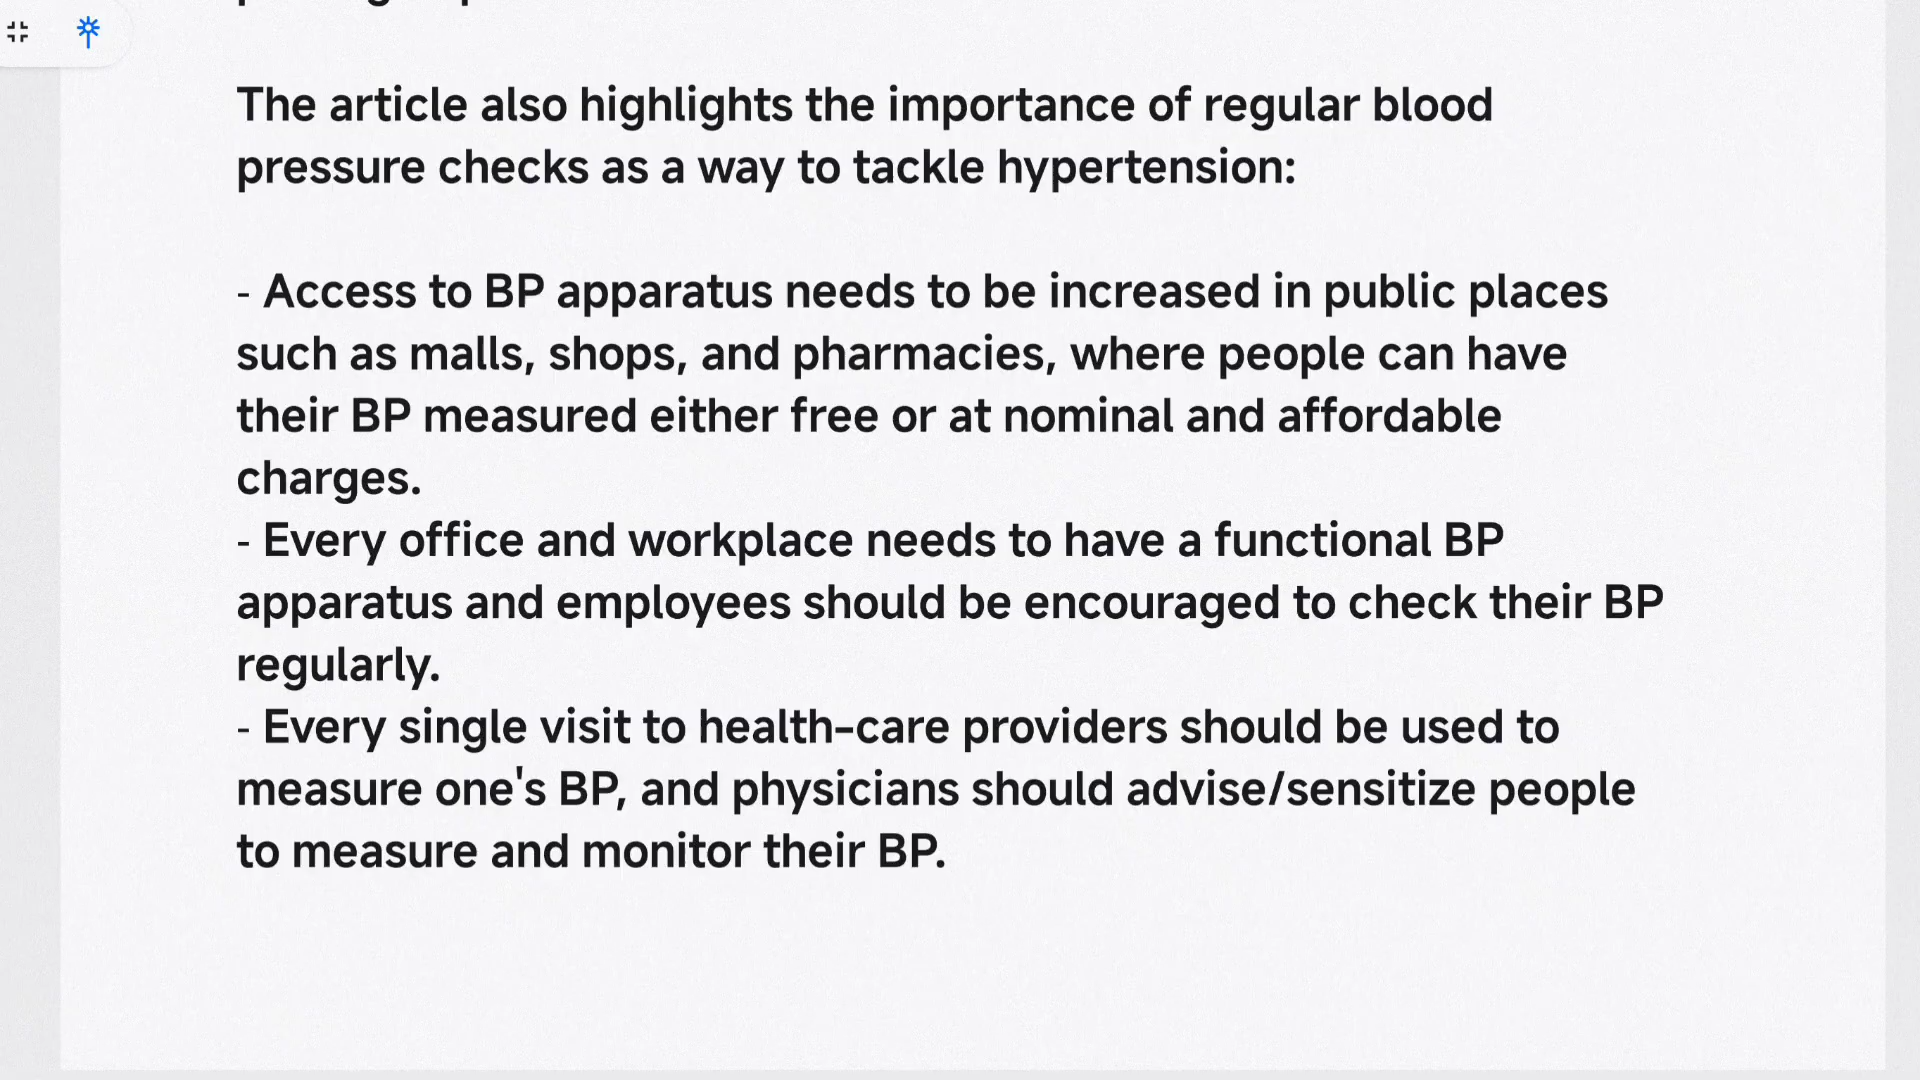 The article also highlights the importance of regular blood
pressure checks as a way to tackle hypertension:
- Access to BP apparatus needs to be increased in public places
such as malls, shops, and pharmacies, where people can have
their BP measured either free or at nominal and affordable
charges.
- Every office and workplace needs to have a functional BP
apparatus and employees should be encouraged to check their BP
regularly.
- Every single visit to health-care providers should be used to
measure one's BP, and physicians should advise/sensitize people
to measure and monitor their BP.